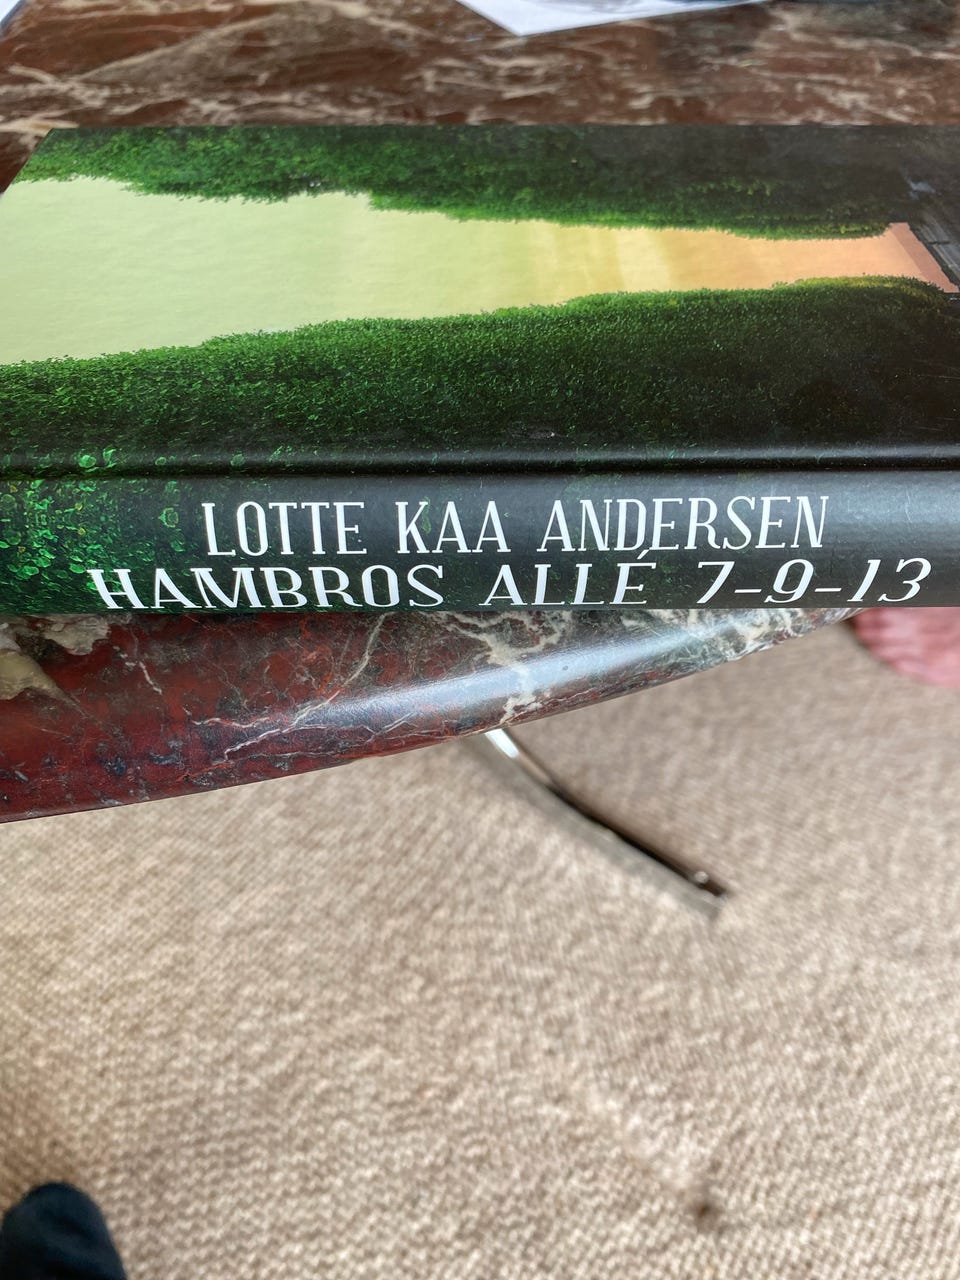 LOTTE KAA ANDERSEN
HAMBROS ALLÉ 7-9-13